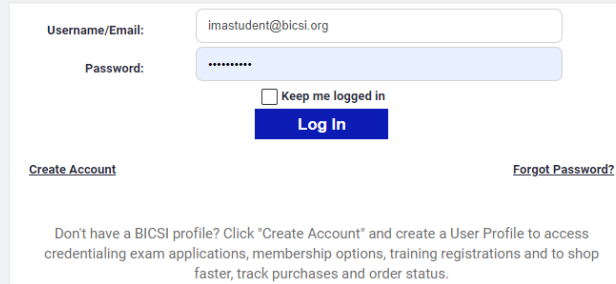 Username/Email:
imastudent@bicsi.org
Password:
••••••••••
Keep me logged in
Log In
Create Account
Forgot Password?
Don't have a BICSI profile? Click "Create Account" and create a User Profile to access
credentialing exam applications, membership options, training registrations and to shop
faster, track purchases and order status.